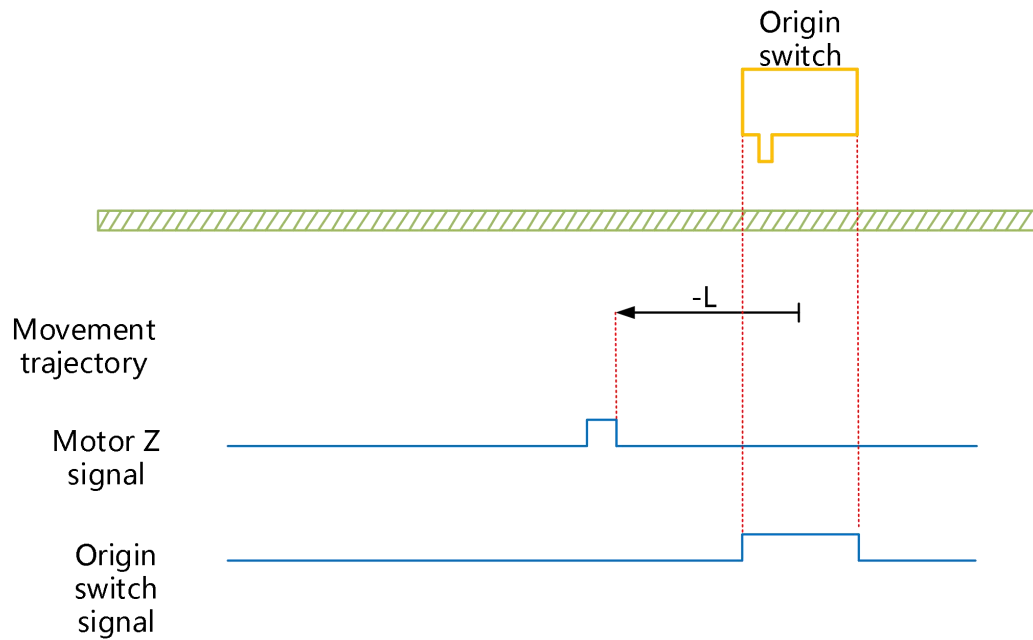 Origin
switch
-L
Movement
trajectory
Motor Z
signal
Origin
switch
signal